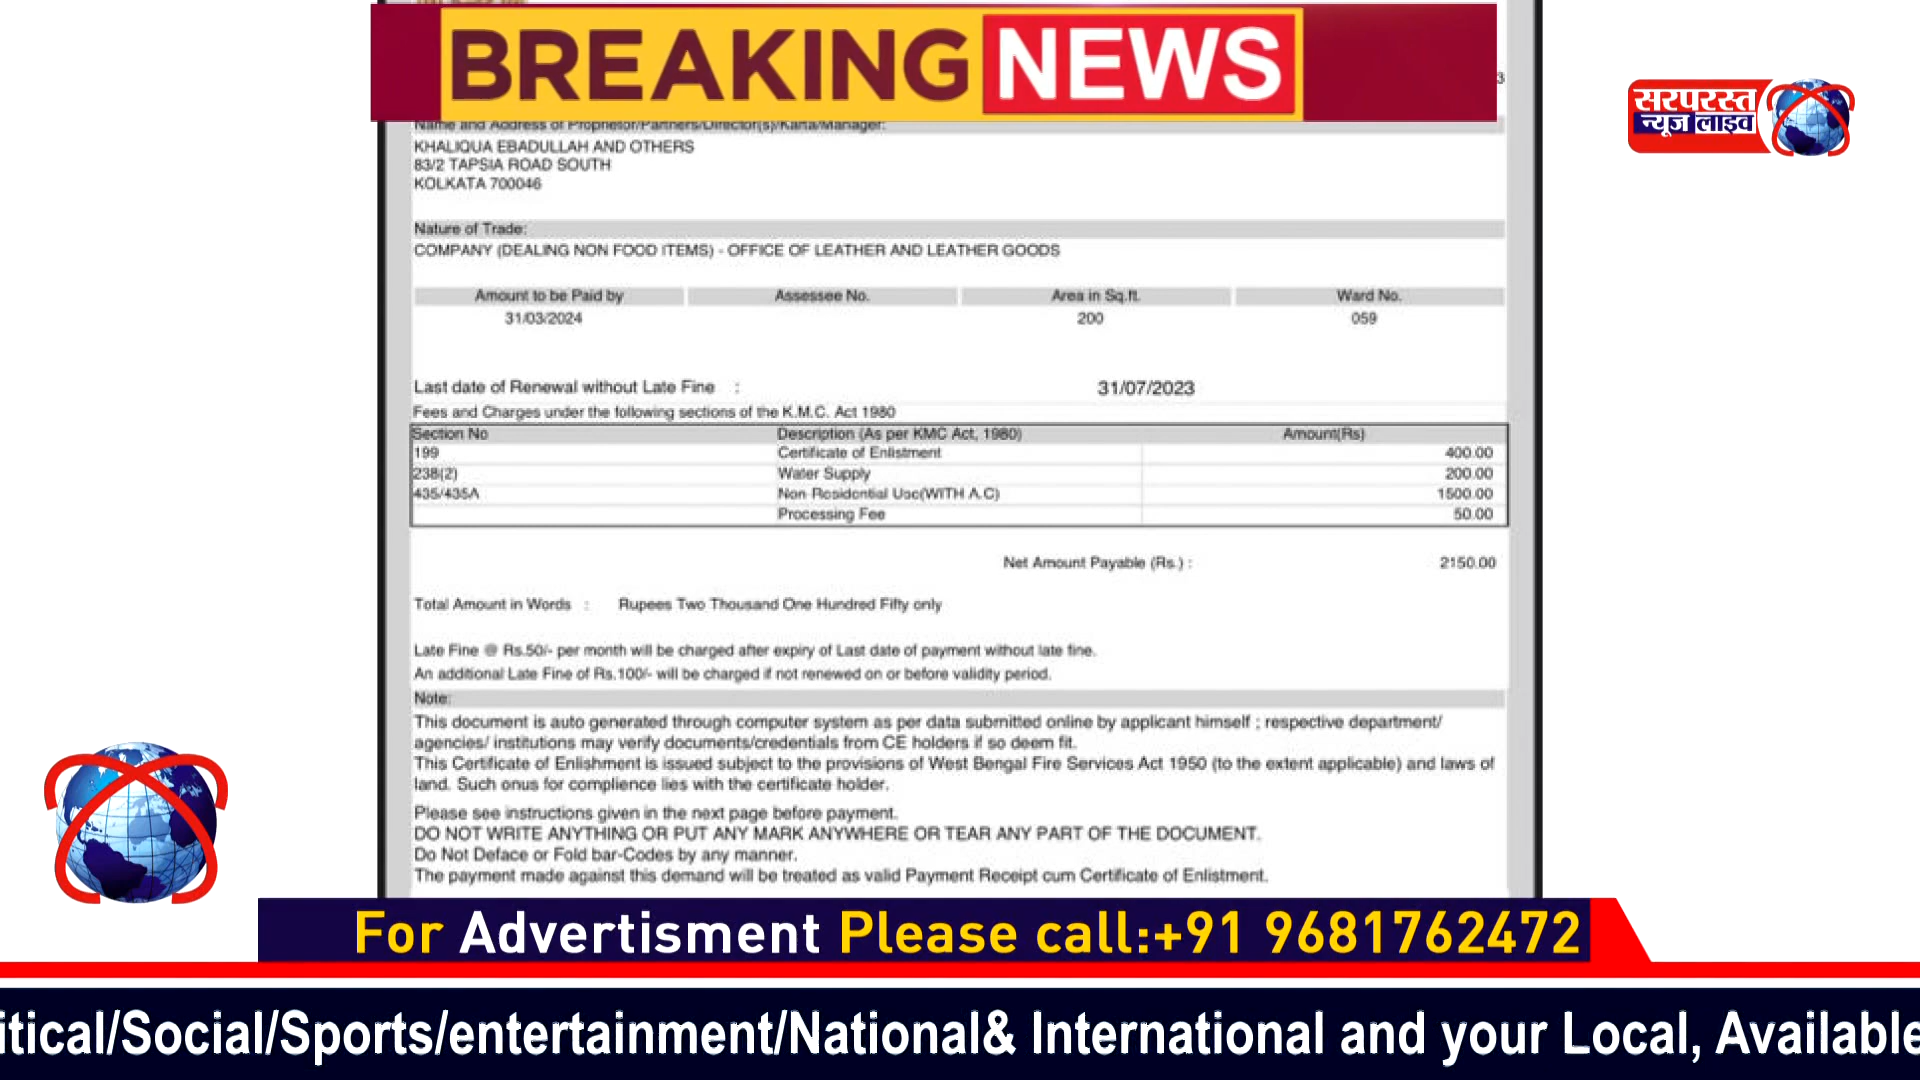 BREAKING NEWS
3
सरपरस्त
न्यूज लाइव
Name and Address of Proprietor/Partners/Director(s)/Karta/Manager:
KHALIQUA EBADULLAH AND OTHERS
83/2 TAPSIA ROAD SOUTH
KOLKATA 700046
Nature of Trade:
COMPANY (DEALING NON FOOD ITEMS) - OFFICE OF LEATHER AND LEATHER GOODS
Amount to be Paid by Assessee No. Area in Sq.ft. Ward No.
31/03/2024 200 059
Last date of Renewal without Late Fine : 31/07/2023
Fees and Charges under the following sections of the K.M.C. Act 1980
Section No Description (As per KMC Act, 1980) Amount(Rs)
199 Certificate of Enlistment 400.00
238(2) Water Supply 200.00
435/435A Non Residential Use(WITH A.C) 1500.00
Processing Fee 50.00
Net Amount Payable (Rs.) : 2150.00
Total Amount in Words : Rupees Two Thousand One Hundred Fifty only
Late Fine @ Rs.50/- per month will be charged after expiry of Last date of payment without late fine.
An additional Late Fine of Rs.100/- will be charged if not renewed on or before validity period.
Note:
This document is auto generated through computer system as per data submitted online by applicant himself ; respective department/
agencies/ institutions may verify documents/credentials from CE holders if so deem fit.
This Certificate of Enlishment is issued subject to the provisions of West Bengal Fire Services Act 1950 (to the extent applicable) and laws of
land. Such onus for complience lies with the certificate holder.
Please see instructions given in the next page before payment.
DO NOT WRITE ANYTHING OR PUT ANY MARK ANYWHERE OR TEAR ANY PART OF THE DOCUMENT.
Do Not Deface or Fold bar-Codes by any manner.
The payment made against this demand will be treated as valid Payment Receipt cum Certificate of Enlistment.
For Advertisment Please call:+91 9681762472
itical/Social/Sports/entertainment/National& International and your Local, Available